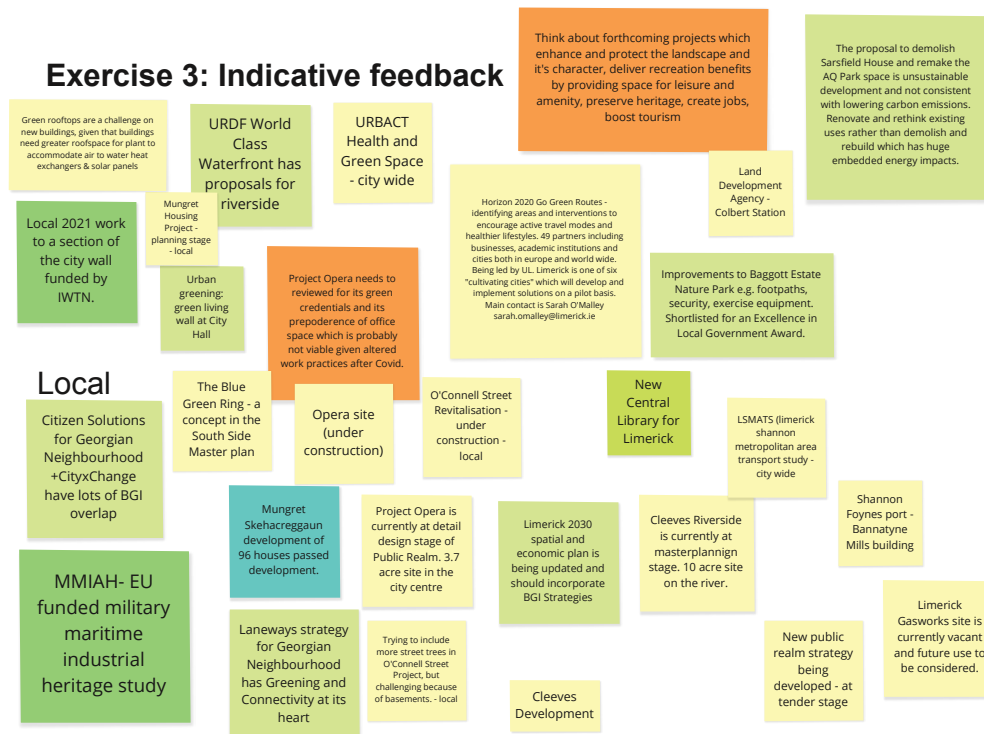 Exercise 3: Indicative feedback
Think about forthcoming projects which
enhance and protect the landscape and
it's character, deliver recreation benefits
by providing space for leisure and
amenity, preserve heritage, create jobs,
boost tourism
The proposal to demolish
Sarsfield House and remake the
AQ Park space is unsustainable
development and not consistent
with lowering carbon emissions.
Renovate and rethink existing
uses rather than demolish and
rebuild which has huge
embedded energy impacts.
Green rooftops are a challenge on
new buildings, given that buildings
need greater roofspace for plant to
accommodate air to water heat
exchangers & solar panels
URDF World
Class
Waterfront has
proposals for
riverside
URBACT
Health and
Green Space
- city wide
Land
Development
Agency -
Colbert Station
Mungret
Housing
Project -
planning stage
- local
Local 2021 work
to a section of
the city wall
funded by
IWTN.
Horizon 2020 Go Green Routes -
identifying areas and interventions to
encourage active travel modes and
healthier lifestyles. 49 partners including
businesses, academic institutions and
cities both in europe and world wide.
Being led by UL. Limerick is one of six
"cultivating cities" which will develop and
implement solutions on a pilot basis.
Main contact is Sarah O'Malley
sarah.omalley@limerick.ie
Urban
greening:
green living
wall at City
Hall
Project Opera needs to
reviewed for its green
credentials and its
prepoderence of office
space which is probably
not viable given altered
work practices after Covid.
Improvements to Baggott Estate
Nature Park e.g. footpaths,
security, exercise equipment.
Shortlisted for an Excellence in
Local Government Award.
Local
Citizen Solutions
for Georgian
Neighbourhood
+CityxChange
have lots of BGI
overlap
The Blue
Green Ring - a
concept in the
South Side
Master plan
Opera site
(under
construction)
O'Connell Street
Revitalisation -
under
construction -
local
New
Central
Library for
Limerick
LSMATS (limerick
shannon
metropolitan area
transport study -
city wide
Shannon
Foynes port -
Bannatyne
Mills building
Mungret
Skehacreggaun
development of
96 houses passed
development.
Project Opera is
currently at detail
design stage of
Public Realm. 3.7
acre site in the
city centre
Limerick 2030
spatial and
economic plan is
being updated and
should incorporate
BGI Strategies
Cleeves Riverside
is currently at
masterplannign
stage. 10 acre site
on the river.
MMIAH- EU
funded military
maritime
industrial
heritage study
Laneways strategy
for Georgian
Neighbourhood
has Greening and
Connectivity at its
heart
Trying to include
more street trees in
O'Connell Street
Project, but
challenging because
of basements. - local
Cleeves
Development
New public
realm strategy
being
developed - at
tender stage
Limerick
Gasworks site is
currently vacant
and future use to
be considered.